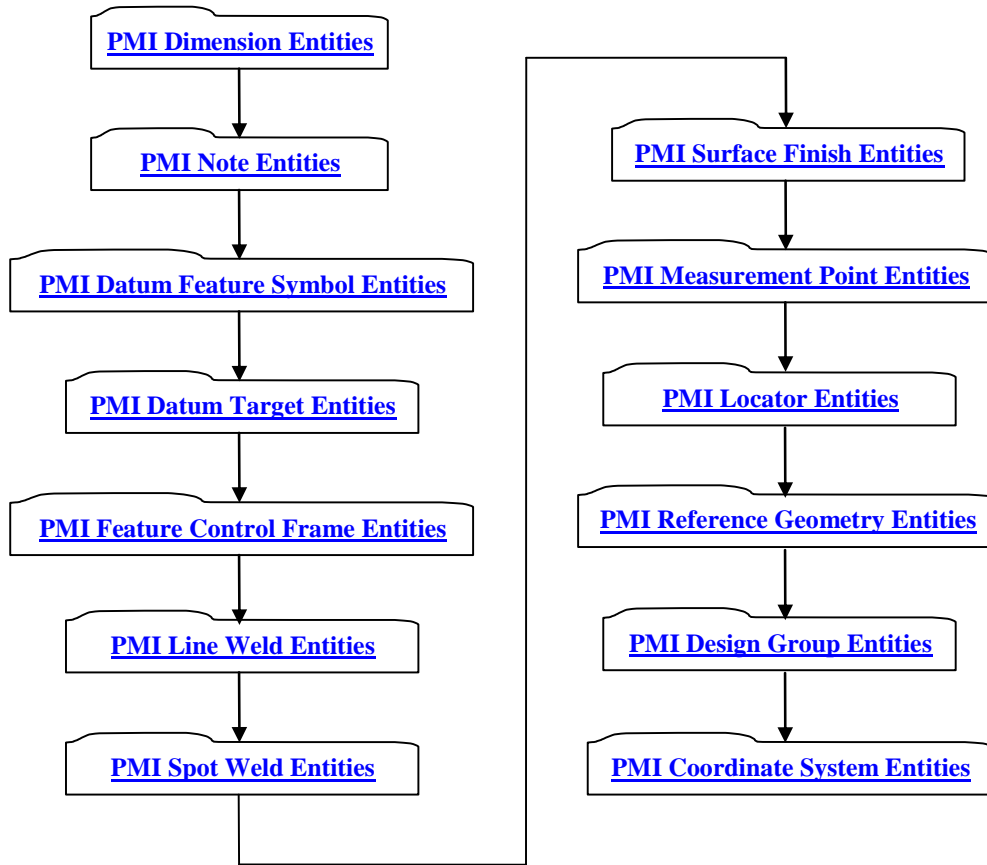 PMI Dimension Entities
PMI Note Entities
PMI Datum Feature Symbol Entities
PMI Datum Target Entities
PMI Feature Control Frame Entities
PMI Line Weld Entities
PMI Spot Weld Entities
PMI Surface Finish Entities
PMI Measurement Point Entities
PMI Locator Entities
PMI Reference Geometry Entities
PMI Design Group Entities
PMI Coordinate System Entities